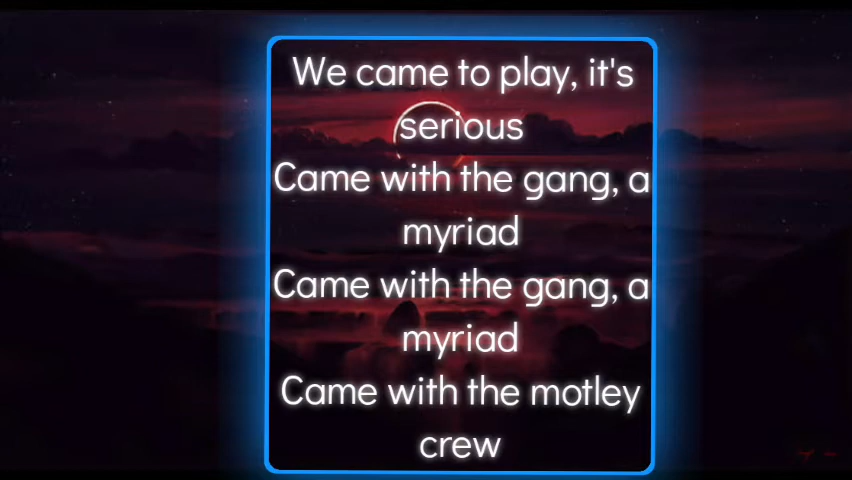 We came to play, it's
serious
Came with the gang, a
myriad
Came with the gang, a
myriad
Came with the motley
crew